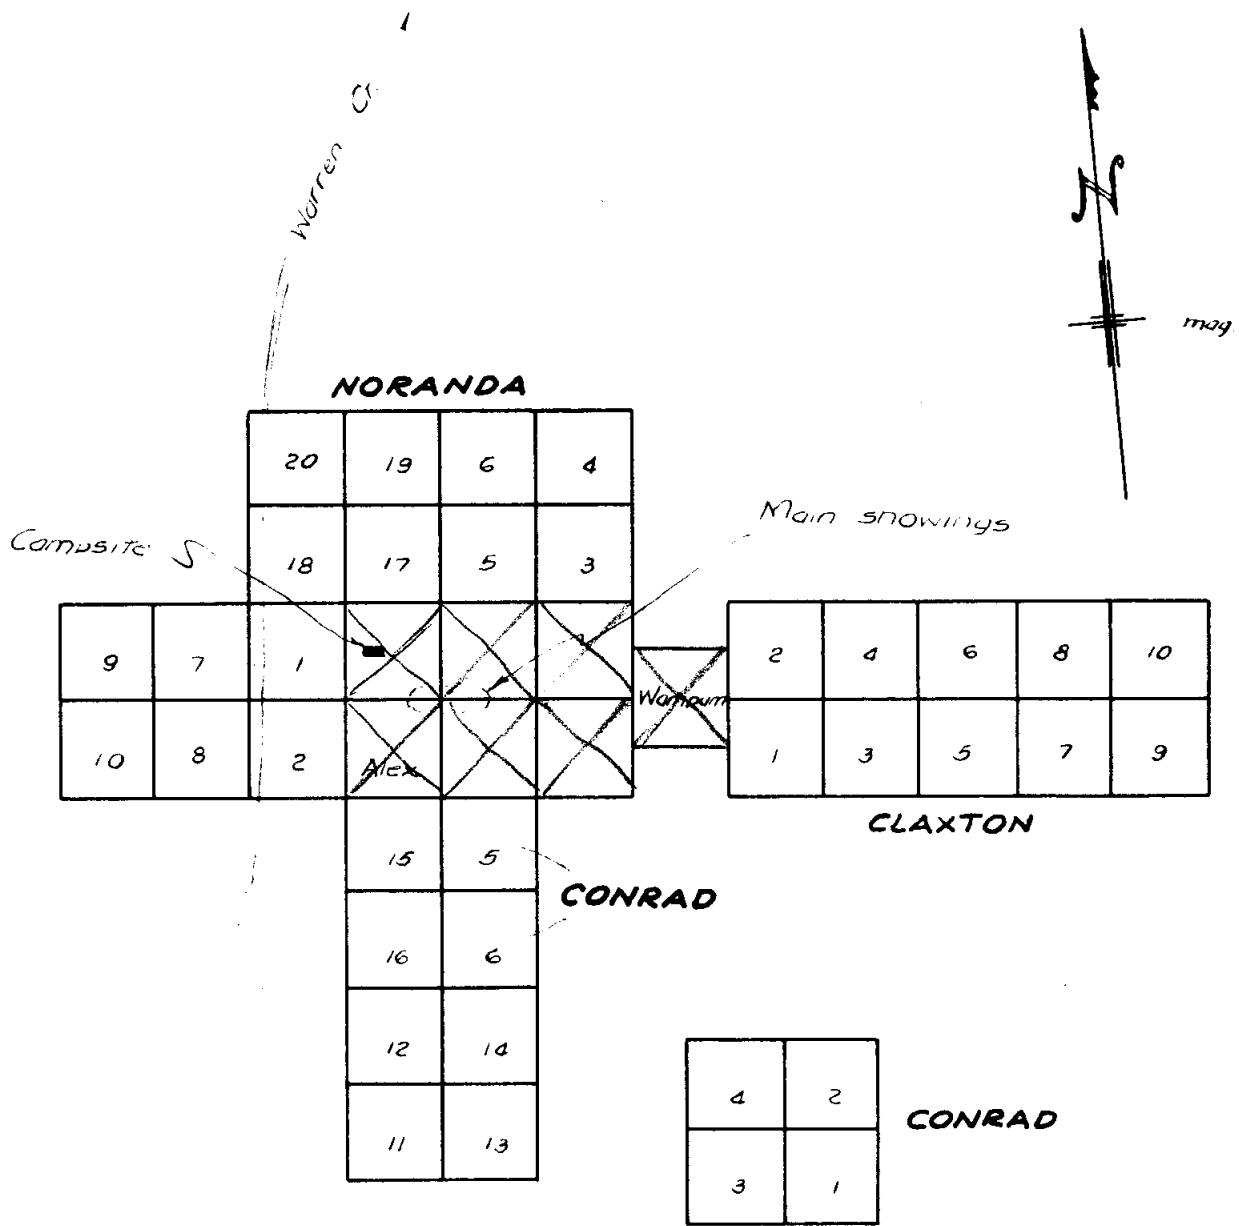 Warren Cr.
N
mag.
NORANDA
20 19 6 4
Campsite
Main showings
18 17 5 3
9 7 1 2
2 4 6 8 10
Wampum
10 8 2 Alex
1 3 5 7 9
CLAXTON
15 5
CONRAD
16 6
12 14
11 13
4 2
CONRAD
3 1